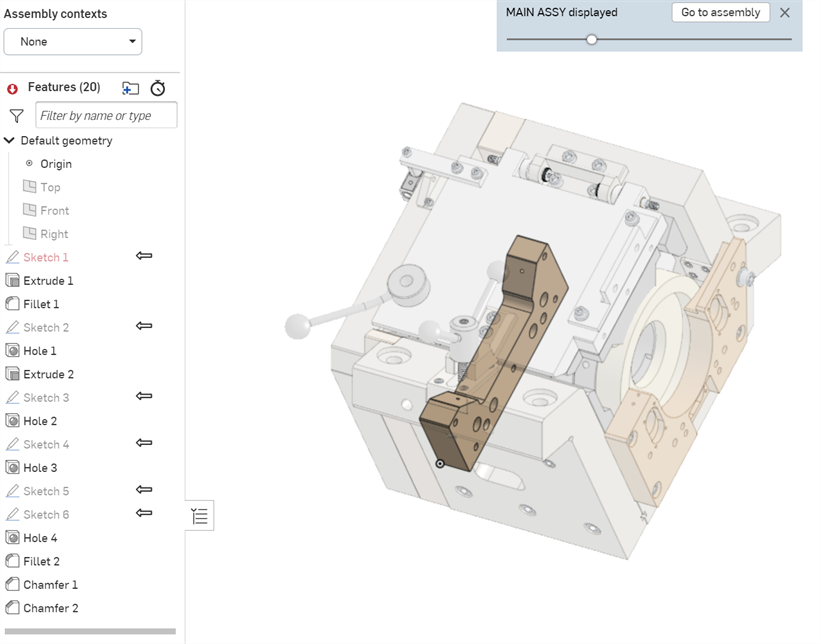 Assembly contexts
None
Features (20)
Filter by name or type
Default geometry
Origin
Top
Front
Right
Sketch 1
Extrude 1
Fillet 1
Sketch 2
Hole 1
Extrude 2
Sketch 3
Hole 2
Sketch 4
Hole 3
Sketch 5
Sketch 6
Hole 4
Fillet 2
Chamfer 1
Chamfer 2
MAIN ASSY displayed
Go to assembly